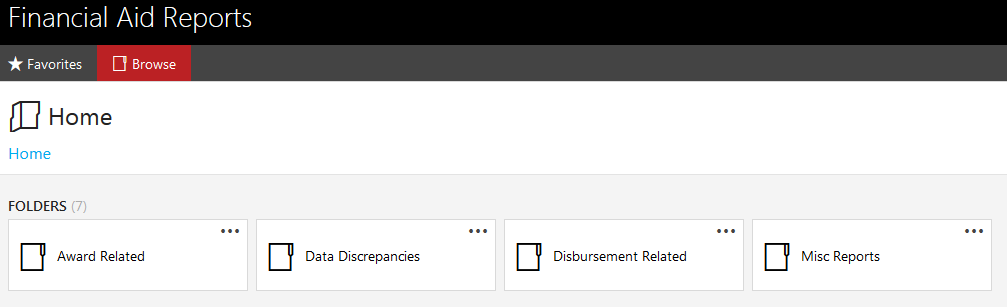 Financial Aid Reports
Favorites Browse
Home
Home
FOLDERS (7)
Award Related Data Discrepancies Disbursement Related Misc Reports